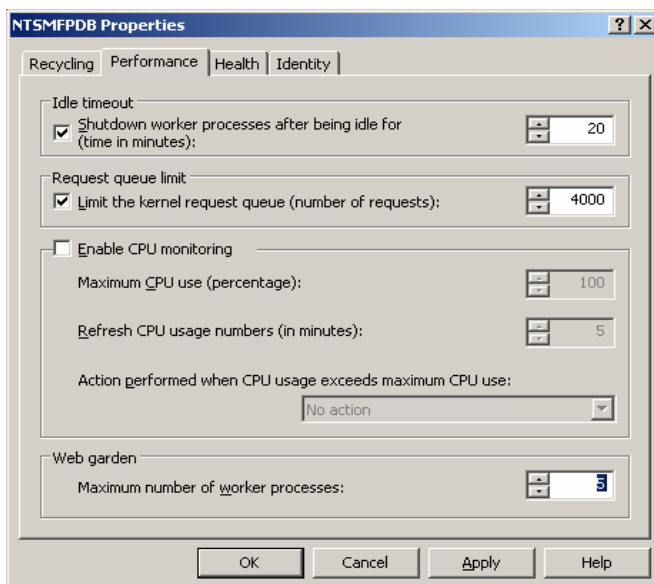 NTSMFPDB Properties
Recycling Performance Health Identity
Idle timeout
Shutdown worker processes after being idle for
(time in minutes):
20
Request queue limit
Limit the kernel request queue (number of requests):
4000
Enable CPU monitoring
Maximum CPU use (percentage):
100
Refresh CPU usage numbers (in minutes):
5
Action performed when CPU usage exceeds maximum CPU use:
No action
Web garden
Maximum number of worker processes:
5
OK Cancel Apply Help